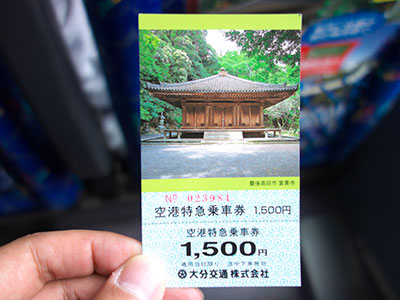 豊後高田市 富貴寺
№ 023984
空港特急乗車券 1,500円
空港特急乗車券
1,500円
通用当日限り 途中下車無効
大分交通株式会社